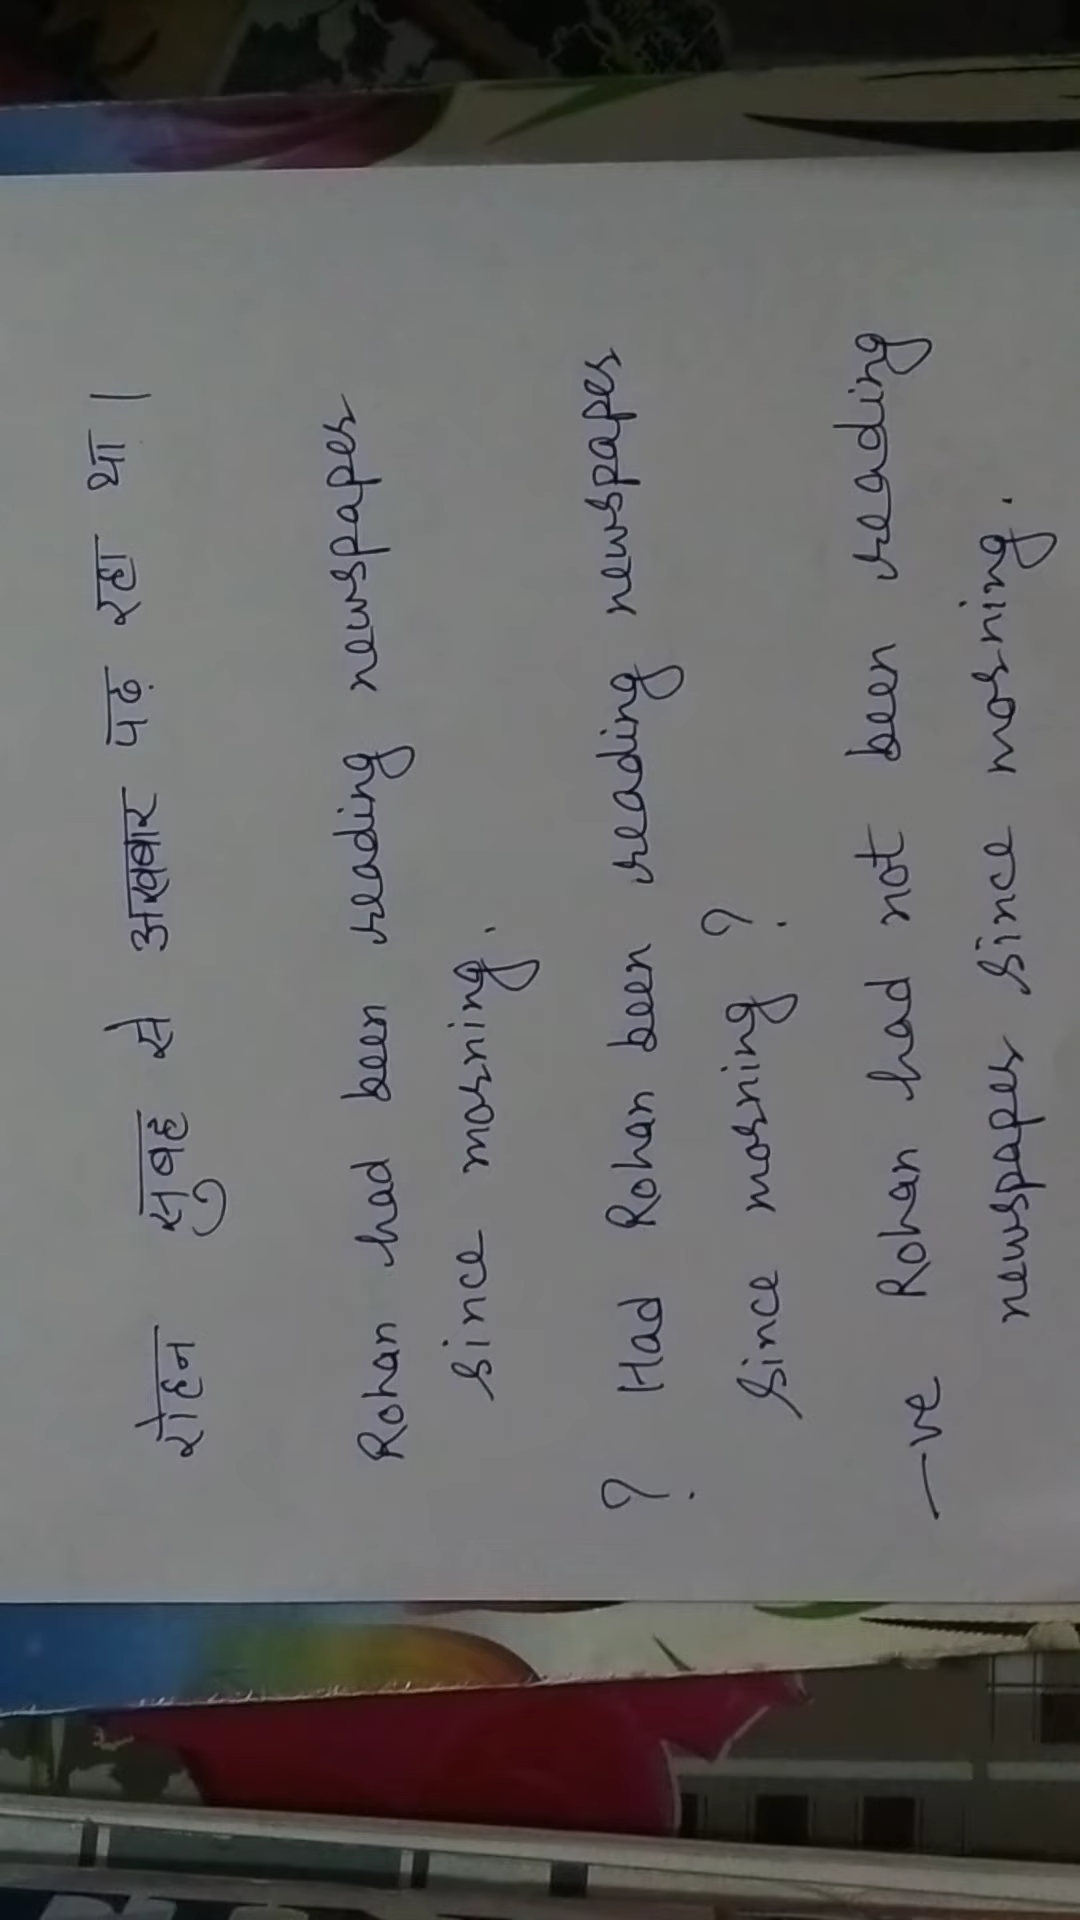 रोहन सुबह से अखबार पढ़ रहा था।
Rohan had been reading newspaper
since morning.
? Had Rohan been reading newspaper
since morning ?
-ve Rohan had not been reading
newspaper since morning.